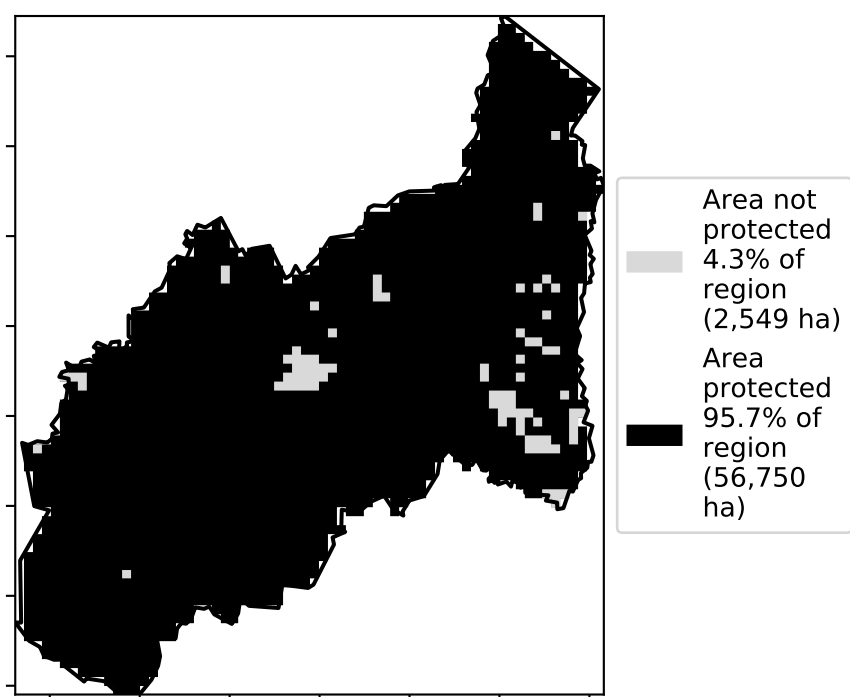 Area not
protected
4.3% of
region
(2,549 ha)
Area
protected
95.7% of
region
(56,750
ha)